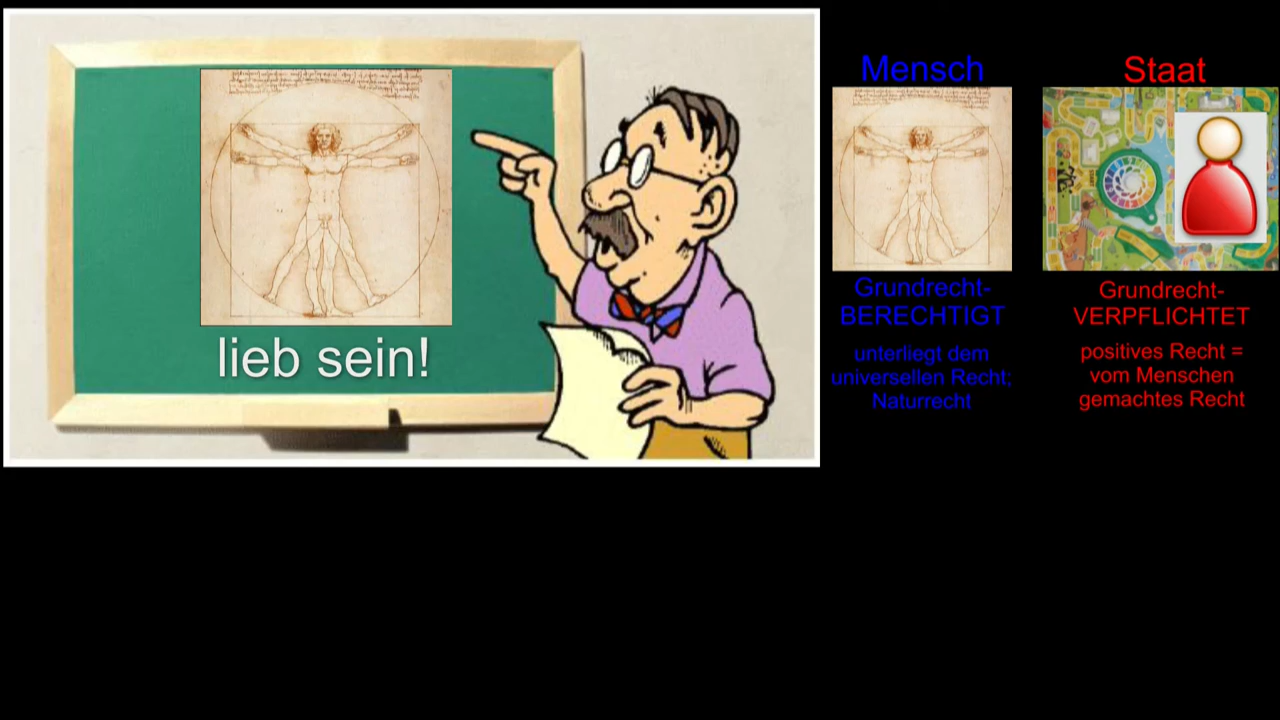 lieb sein!
Mensch
Grundrecht-
BERECHTIGT
unterliegt dem
universellen Recht;
Naturrecht
Staat
Grundrecht-
VERPFLICHTET
positives Recht =
vom Menschen
gemachtes Recht